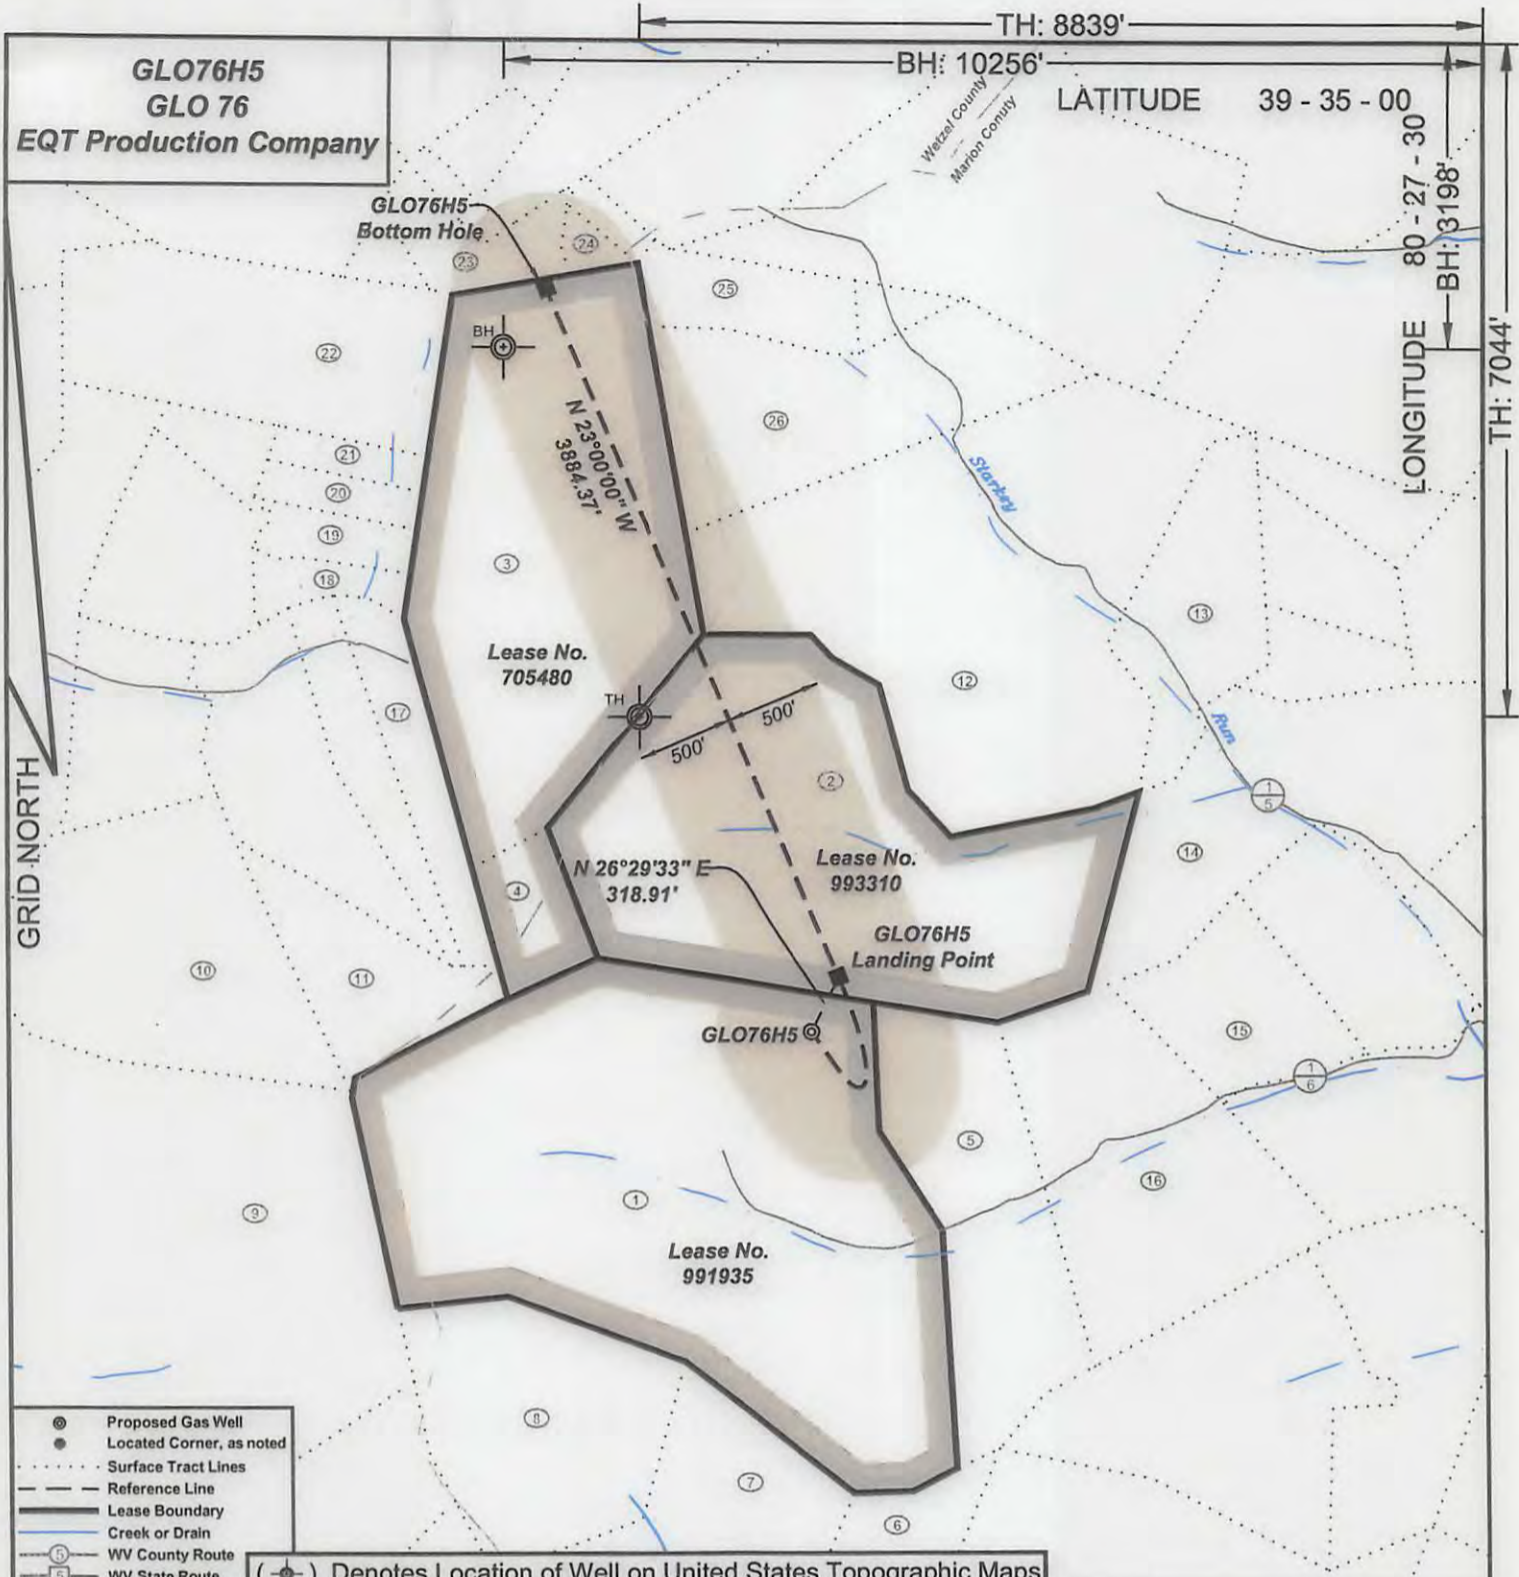 TH: 8839'
BH: 10256'
GLO76H5
GLO 76
EQT Production Company
LATITUDE 39 - 35 - 00
Wetzel County
Marion Conuty
LONGITUDE 80 - 27 - 30
BH: 3198'
TH: 7044'
GLO76H5
Bottom Hole
23
24
25
BH
22
26
N 23°00'00" W
3884.37'
21
20
19
18
Starkey
3
13
Lease No.
705480
12
TH
17
500'
500'
Run
2
1
5
GRID NORTH
14
Lease No.
993310
N 26°29'33" E
318.91'
4
GLO76H5
Landing Point
10
11
GLO76H5
15
1
6
5
16
1
9
Lease No.
991935
8
7
6
Proposed Gas Well
Located Corner, as noted
Surface Tract Lines
Reference Line
Lease Boundary
Creek or Drain
5 WV County Route
5 WV State Route
( ) Denotes Location of Well on United States Topographic Maps